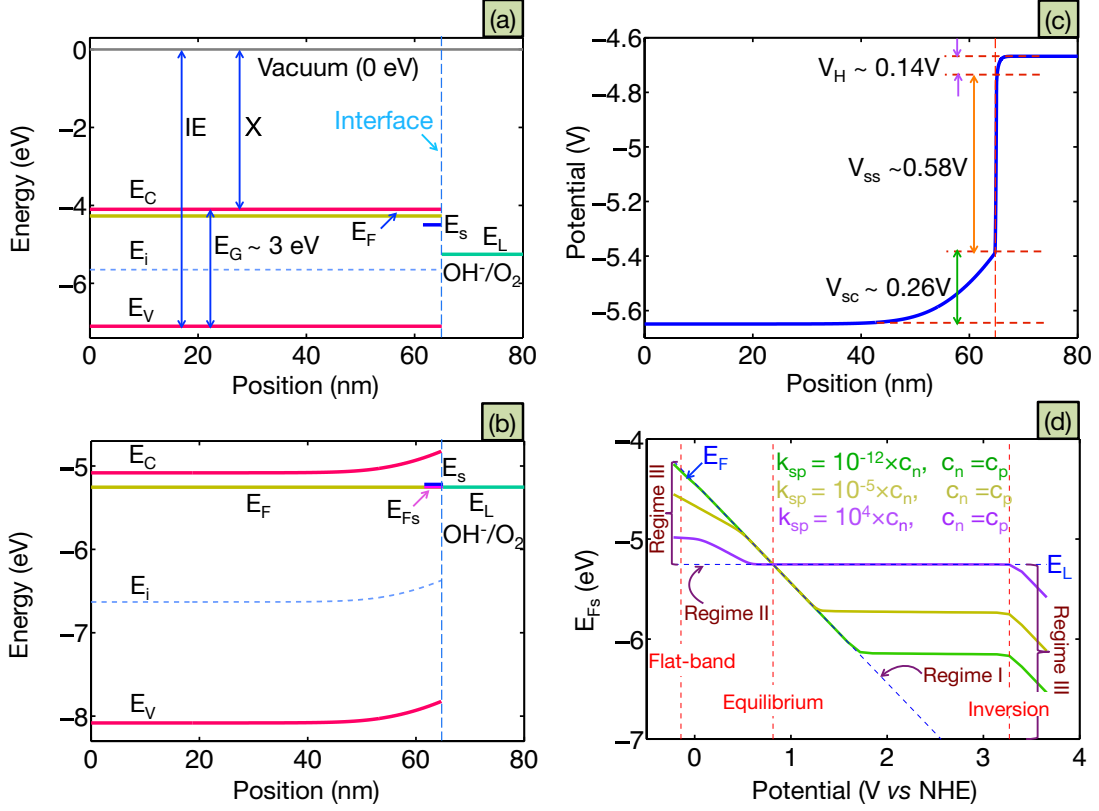 (a)
0
−2
−4
−6
Energy (eV)
Vacuum (0 eV)
IE
X
Interface
E_C
E_F
E_s
E_G ~ 3 eV
E_L
E_i
OH⁻/O₂
E_V
0 20 40 60 80
Position (nm)
(c)
−4.6
−4.8
−5
−5.2
−5.4
−5.6
Potential (V)
V_H ~ 0.14V
V_ss ~0.58V
V_sc ~ 0.26V
0 20 40 60 80
Position (nm)
(b)
−5
−6
−7
−8
Energy (eV)
E_C
E_s
E_F
E_Fs
E_L
OH⁻/O₂
E_i
E_V
0 20 40 60 80
Position (nm)
(d)
−4
−5
−6
−7
E_Fs (eV)
Regime III
E_F
k_sp = 10⁻¹²×c_n, c_n =c_p
k_sp = 10⁻⁵×c_n, c_n =c_p
k_sp = 10⁴×c_n, c_n =c_p
E_L
Regime II
Regime III
Flat-band
Regime I
Equilibrium
Inversion
0 1 2 3 4
Potential (V vs NHE)